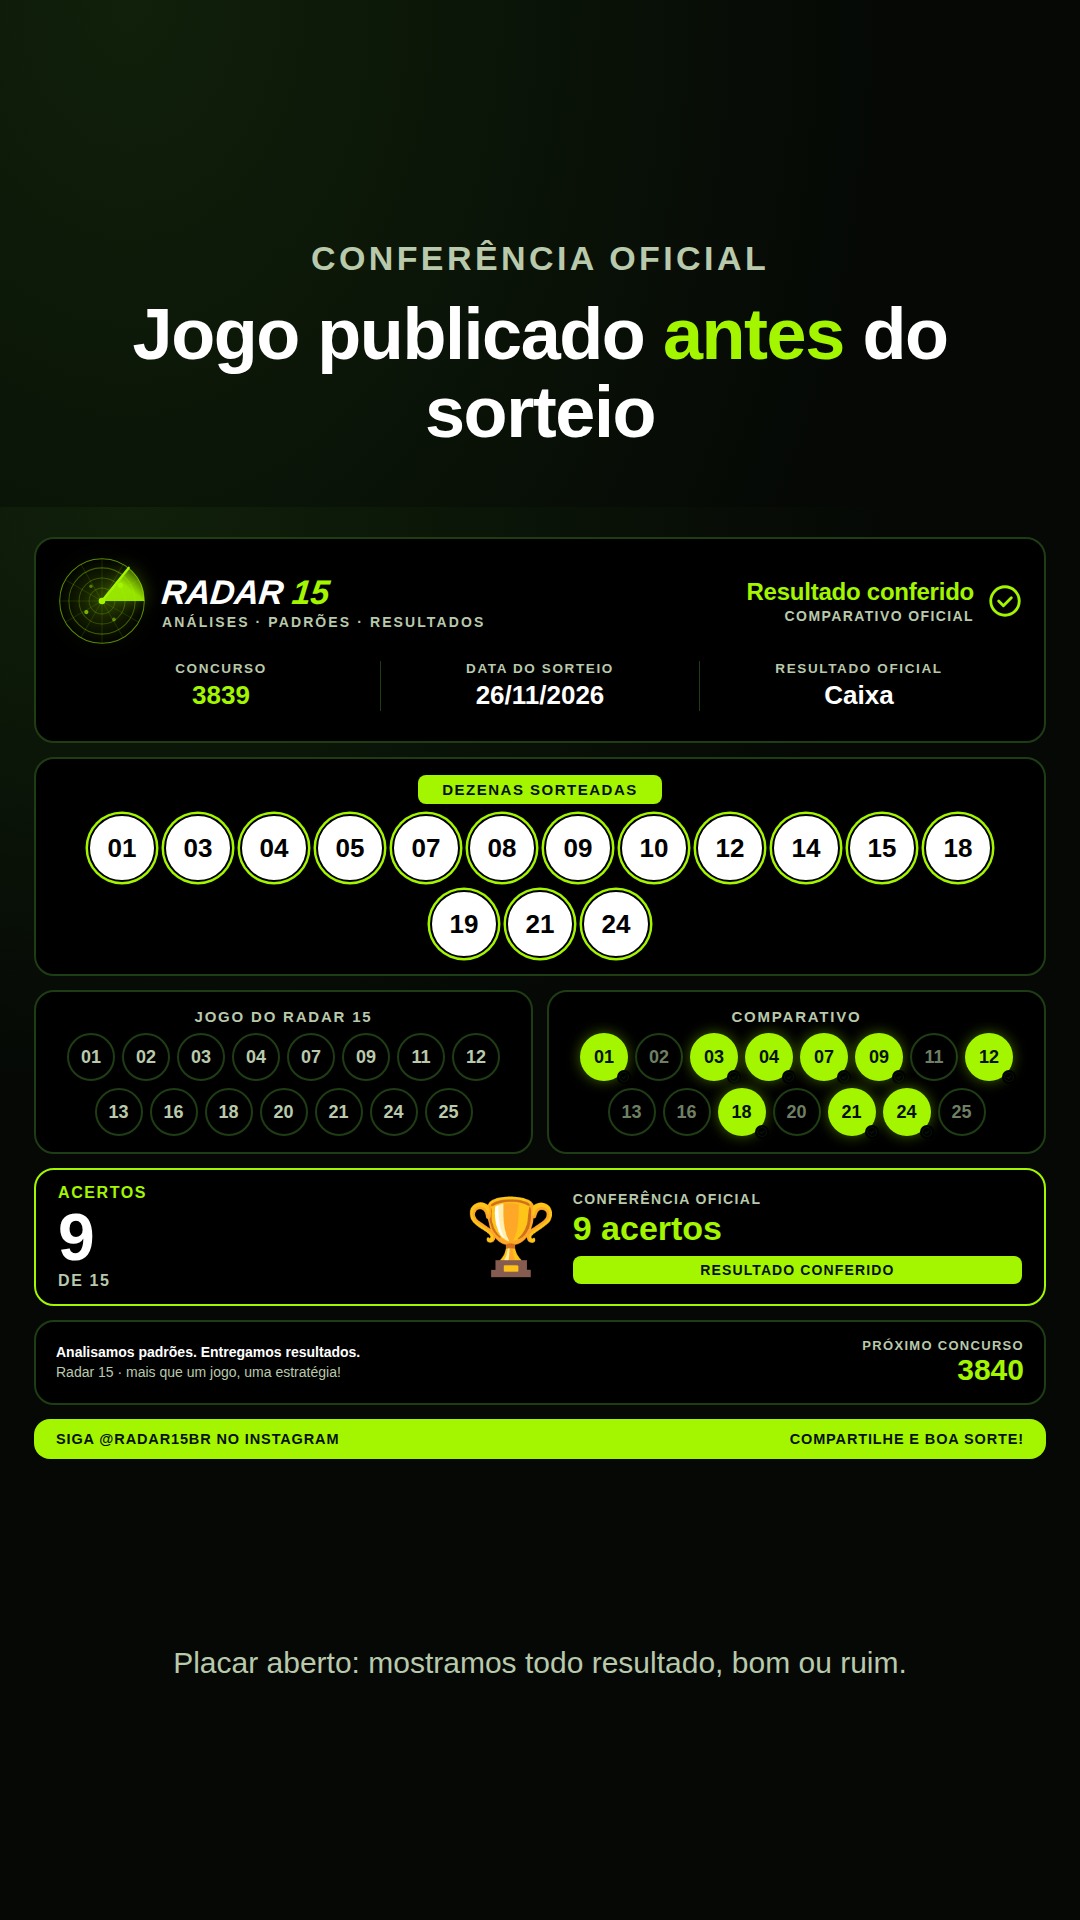 CONFERÊNCIA OFICIAL
Jogo publicado antes do
sorteio
RADAR 15
ANÁLISES · PADRÕES · RESULTADOS
Resultado conferido
COMPARATIVO OFICIAL
CONCURSO
3839
DATA DO SORTEIO
26/11/2026
RESULTADO OFICIAL
Caixa
DEZENAS SORTEADAS
01 03 04 05 07 08 09 10 12 14 15 18
19 21 24
JOGO DO RADAR 15
01 02 03 04 07 09 11 12
13 16 18 20 21 24 25
COMPARATIVO
01 02 03 04 07 09 11 12
13 16 18 20 21 24 25
ACERTOS
9
DE 15
CONFERÊNCIA OFICIAL
9 acertos
RESULTADO CONFERIDO
Analisamos padrões. Entregamos resultados.
Radar 15 · mais que um jogo, uma estratégia!
PRÓXIMO CONCURSO
3840
SIGA @RADAR15BR NO INSTAGRAM
COMPARTILHE E BOA SORTE!
Placar aberto: mostramos todo resultado, bom ou ruim.